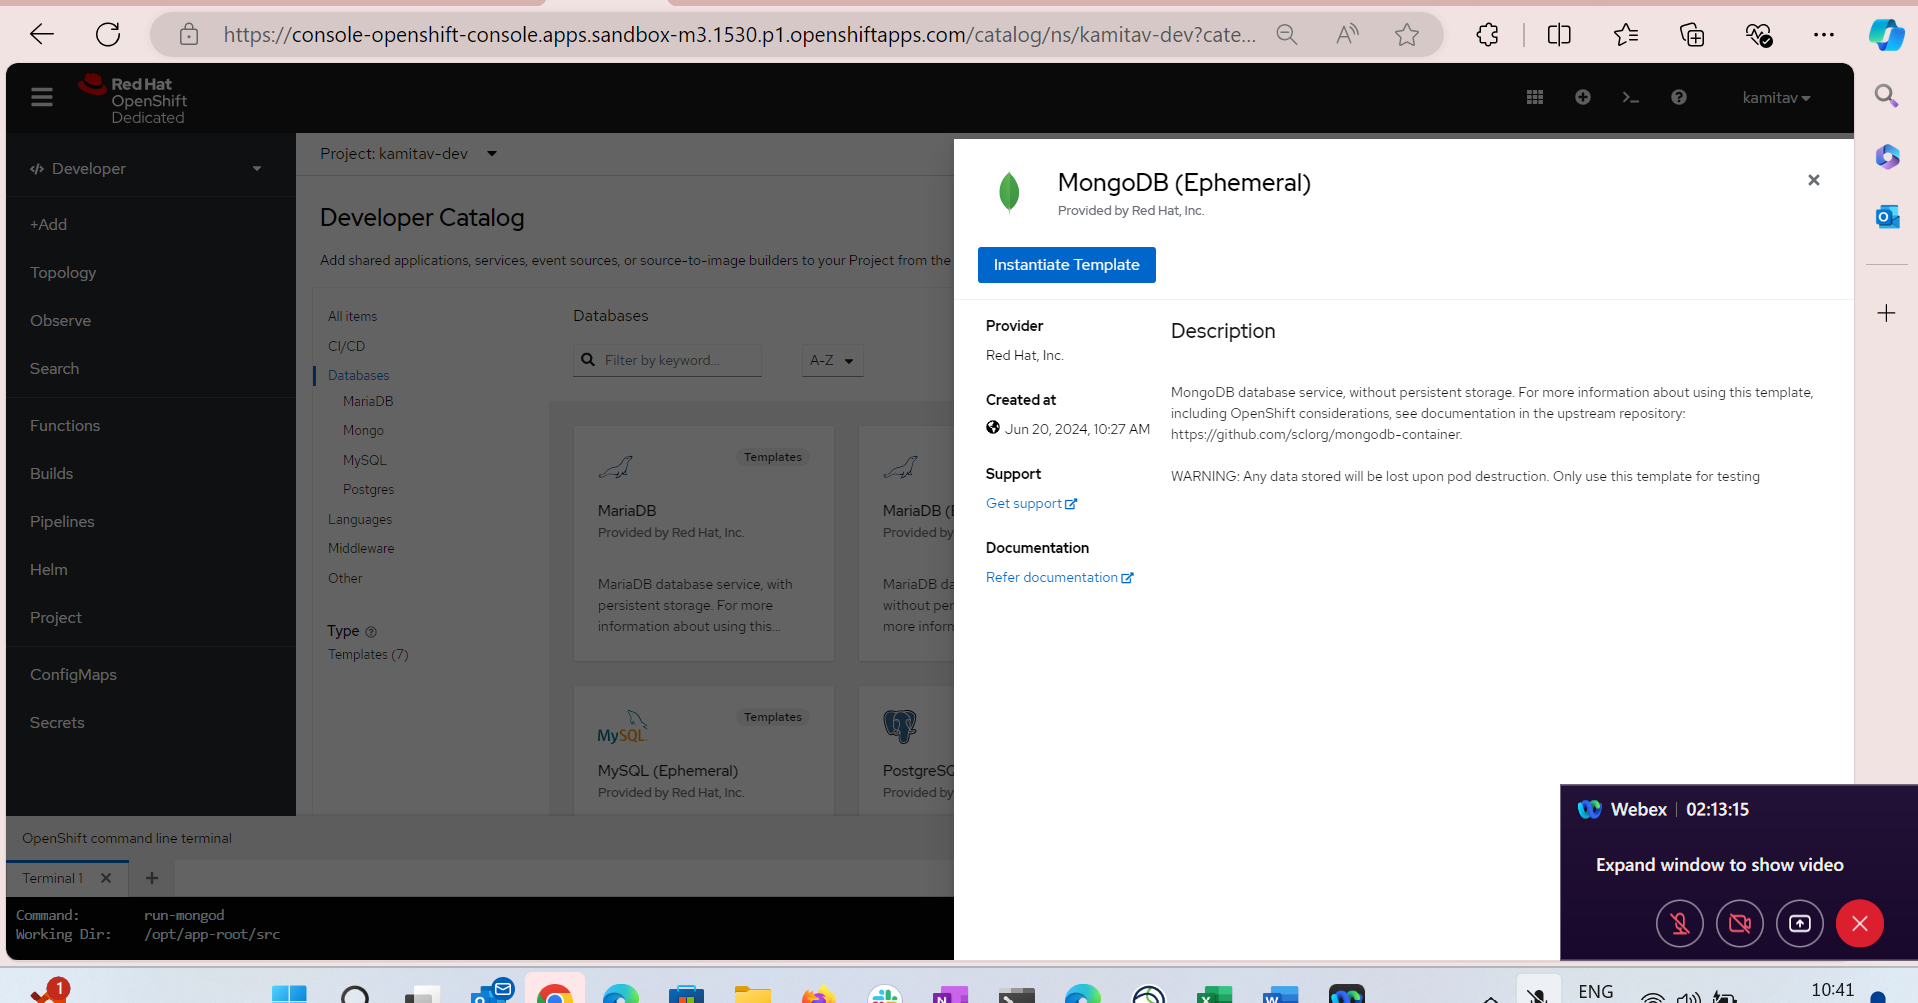 https://console-openshift-console.apps.sandbox-m3.1530.p1.openshiftapps.com/catalog/ns/kamitav-dev?cate...
Red Hat
OpenShift
Dedicated
kamitav
Developer
+Add
Topology
Observe
Search
Functions
Builds
Pipelines
Helm
Project
ConfigMaps
Secrets
Project: kamitav-dev
Developer Catalog
Add shared applications, services, event sources, or source-to-image builders to your Project from the
All items
CI/CD
Databases
MariaDB
Mongo
MySQL
Postgres
Languages
Middleware
Other
Type
Templates (7)
Databases
Filter by keyword...
A-Z
Templates
MariaDB
Provided by Red Hat, Inc.
MariaDB database service, with
persistent storage. For more
information about using this...
MariaDB (E
Provided by
MariaDB da
without per
more inform
Templates
MySQL
MySQL (Ephemeral)
Provided by Red Hat, Inc.
PostgreSQ
Provided by
MongoDB (Ephemeral)
Provided by Red Hat, Inc.
Instantiate Template
Provider
Red Hat, Inc.
Created at
Jun 20, 2024, 10:27 AM
Support
Get support
Documentation
Refer documentation
Description
MongoDB database service, without persistent storage. For more information about using this template,
including OpenShift considerations, see documentation in the upstream repository:
https://github.com/sclorg/mongodb-container.
WARNING: Any data stored will be lost upon pod destruction. Only use this template for testing
OpenShift command line terminal
Terminal 1
Command: run-mongod
Working Dir: /opt/app-root/src
Webex 02:13:15
Expand window to show video
1
ENG
10:41